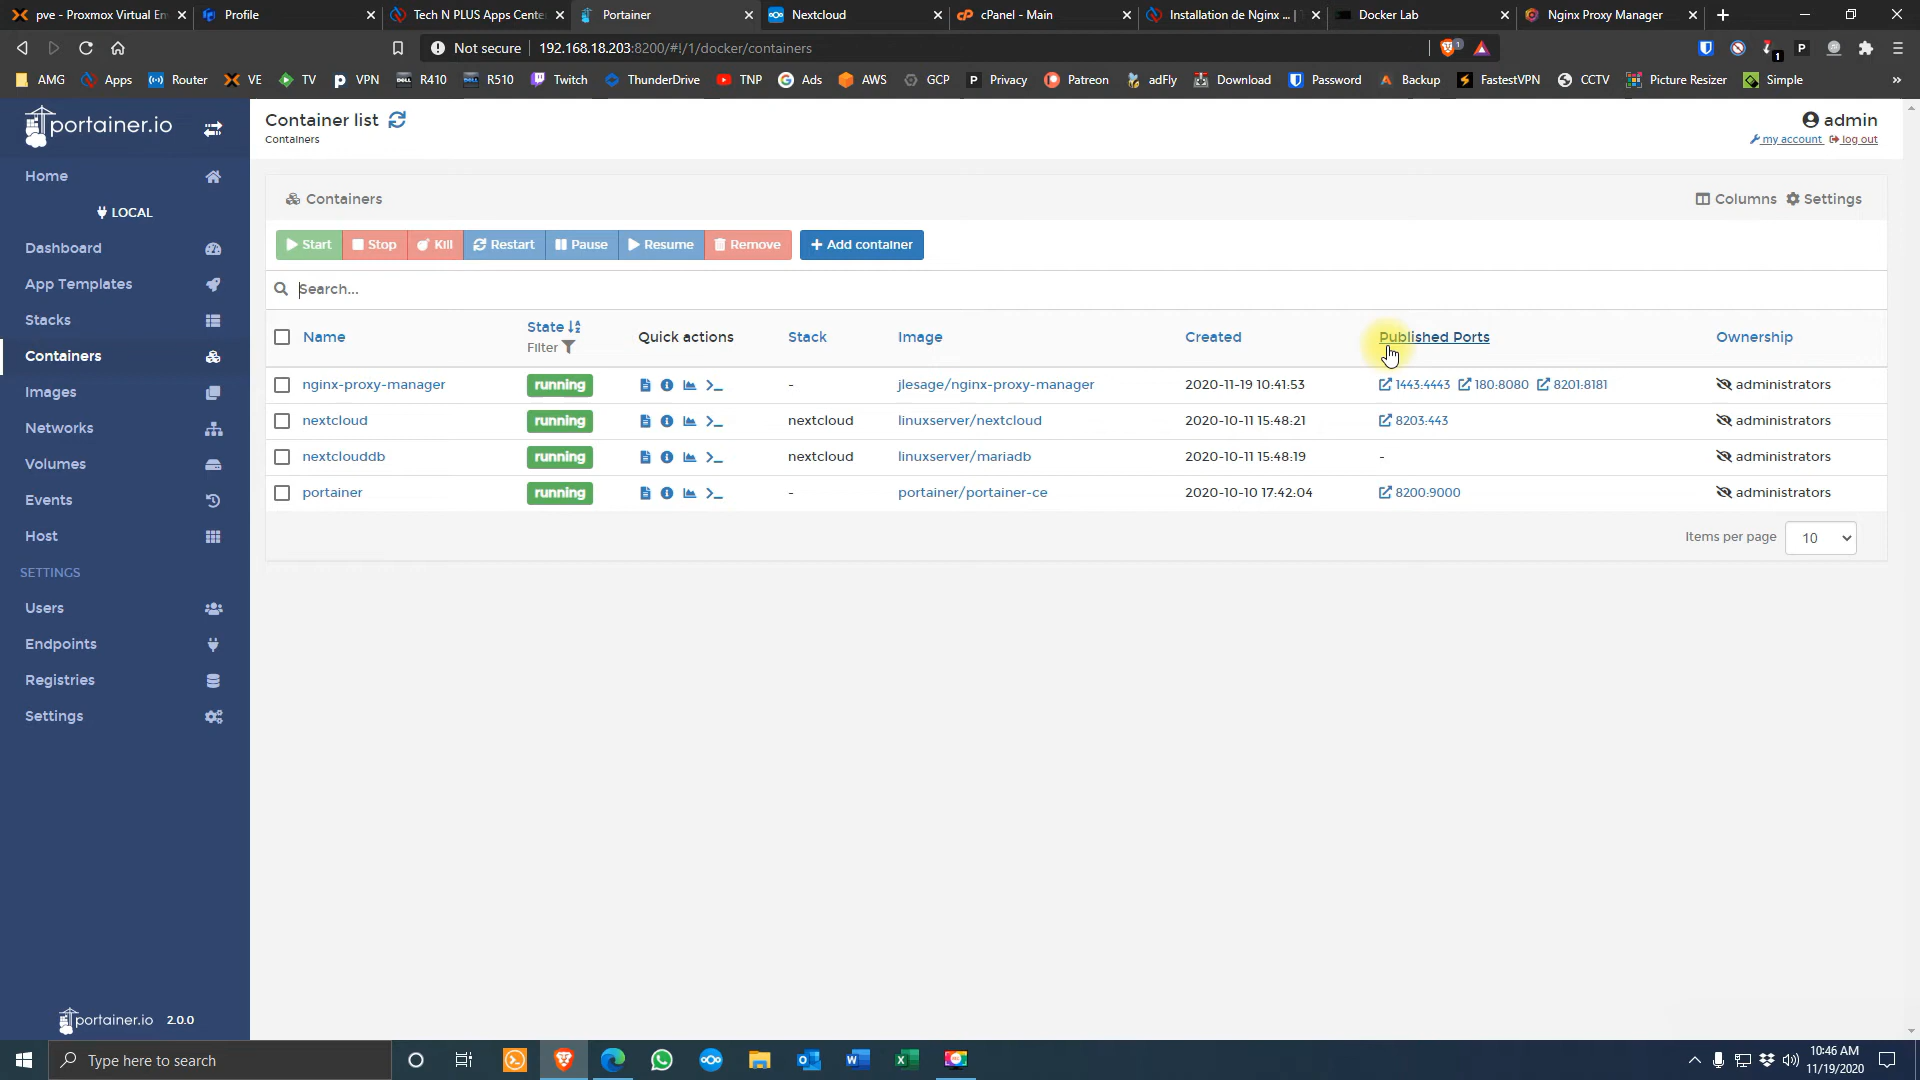 pve - Proxmox Virtual En
Profile
Tech N PLUS Apps Cente
Portainer
Nextcloud
cPanel - Main
Installation de Nginx ... |
Docker Lab
Nginx Proxy Manager
Not secure 192.168.18.203:8200/#!/1/docker/containers
AMG Apps Router VE TV VPN R410 R510 Twitch ThunderDrive TNP Ads AWS GCP Privacy Patreon adFly Download Password Backup FastestVPN CCTV Picture Resizer Simple »
portainer.io
Container list
Containers
admin
my account log out
Home
LOCAL
Dashboard
App Templates
Stacks
Containers
Images
Networks
Volumes
Events
Host
SETTINGS
Users
Endpoints
Registries
Settings
portainer.io 2.0.0
Containers
Columns Settings
Start Stop Kill Restart Pause Resume Remove + Add container
Search...
Name State Filter Quick actions Stack Image Created Published Ports Ownership
nginx-proxy-manager running - jlesage/nginx-proxy-manager 2020-11-19 10:41:53 1443:4443 180:8080 8201:8181 administrators
nextcloud running nextcloud linuxserver/nextcloud 2020-10-11 15:48:21 8203:443 administrators
nextclouddb running nextcloud linuxserver/mariadb 2020-10-11 15:48:19 - administrators
portainer running - portainer/portainer-ce 2020-10-10 17:42:04 8200:9000 administrators
Items per page 10
Type here to search
10:46 AM
11/19/2020